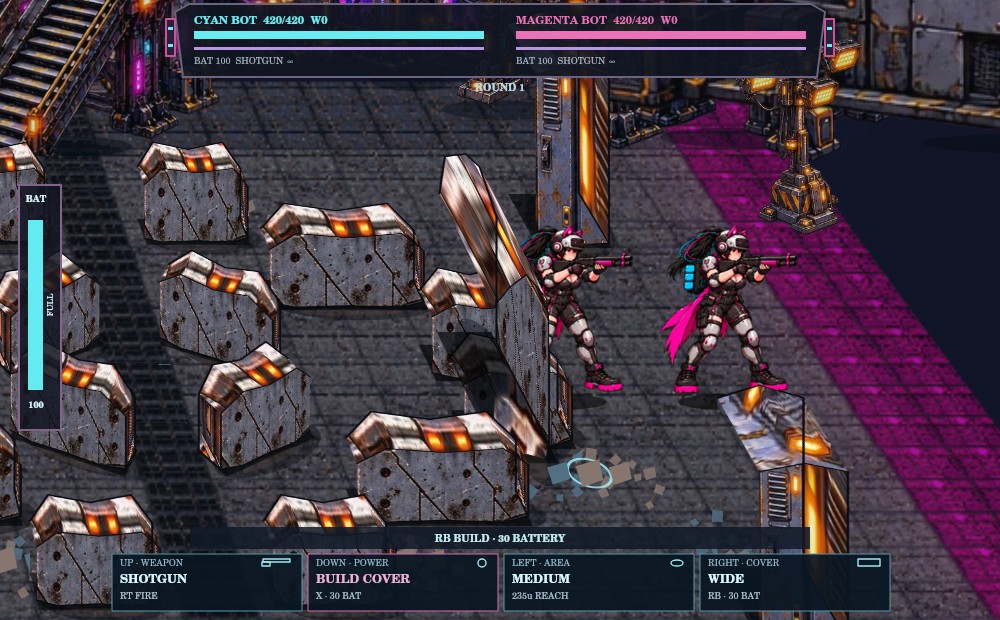 CYAN BOT 420/420 W0
BAT 100 SHOTGUN ∞
MAGENTA BOT 420/420 W0
BAT 100 SHOTGUN ∞
ROUND 1
BAT
FULL
100
RB BUILD · 30 BATTERY
UP · WEAPON
SHOTGUN
RT FIRE
DOWN · POWER
BUILD COVER
X · 30 BAT
LEFT · AREA
MEDIUM
235u REACH
RIGHT · COVER
WIDE
RB · 30 BAT